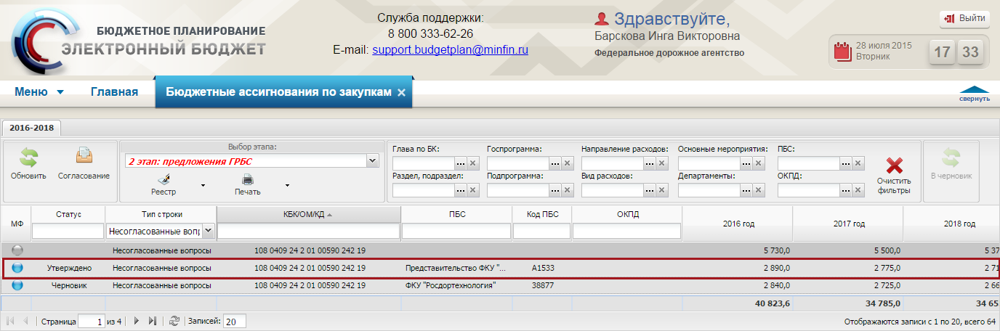 БЮДЖЕТНОЕ ПЛАНИРОВАНИЕ
ЭЛЕКТРОННЫЙ БЮДЖЕТ
Служба поддержки:
8 800 333-62-26
E-mail: support.budgetplan@minfin.ru
Здравствуйте,
Барскова Инга Викторовна
Федеральное дорожное агентство
Выйти
28 июля 2015
Вторник
17 33
Меню Главная Бюджетные ассигнования по закупкам
свернуть
2016-2018
Обновить
Согласование
Выбор этапа:
2 этап: предложения ГРБС
Реестр
Печать
Глава по БК: Госпрограмма: Направление расходов: Основные мероприятия: ПБС:
Раздел, подраздел: Подпрограмма: Вид расходов: Департаменты: ОКПД:
Очистить
фильтры
В черновик
МФ Статус Тип строки КБК/ОМ/КД ПБС Код ПБС ОКПД 2016 год 2017 год 2018 год
Несогласованные вопр
Несогласованные вопросы 108 0409 24 2 01 00590 242 19 5 730,0 5 500,0 5 37
Утверждено Несогласованные вопросы 108 0409 24 2 01 00590 242 19 Представительство ФКУ "... А1533 2 890,0 2 775,0 2 71
Черновик Несогласованные вопросы 108 0409 24 2 01 00590 242 19 ФКУ "Росдортехнология" 38877 2 840,0 2 725,0 2 66
40 823,6 34 785,0 34 65
Страница 1 из 4 Записей: 20 Отображаются записи с 1 по 20, всего 64